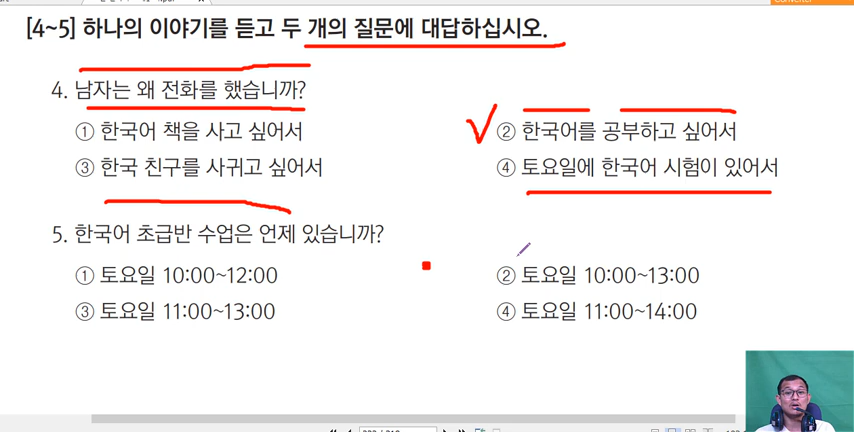 [4~5] 하나의 이야기를 듣고 두 개의 질문에 대답하십시오.
4. 남자는 왜 전화를 했습니까?
① 한국어 책을 사고 싶어서
② 한국어를 공부하고 싶어서
③ 한국 친구를 사귀고 싶어서
④ 토요일에 한국어 시험이 있어서
5. 한국어 초급반 수업은 언제 있습니까?
① 토요일 10:00~12:00
② 토요일 10:00~13:00
③ 토요일 11:00~13:00
④ 토요일 11:00~14:00